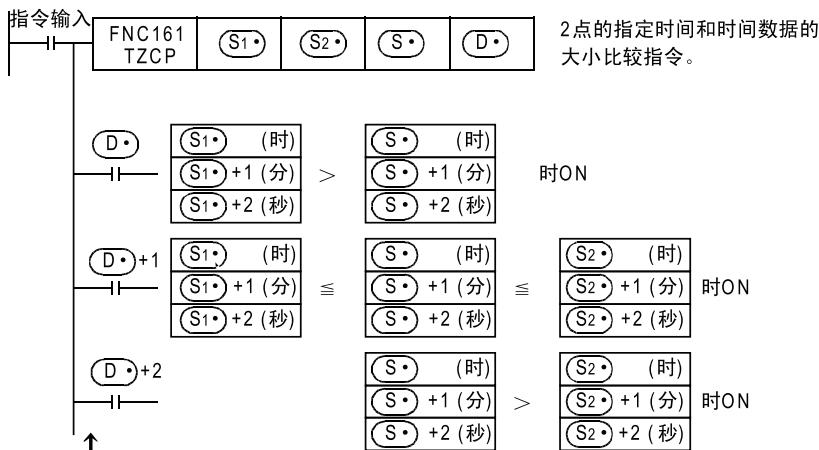 指令输入
FNC161 TZCP S1• S2• S• D•
2点的指定时间和时间数据的
大小比较指令。
D•
S1• (时) S• (时)
S1•+1 (分) > S•+1 (分) 时ON
S1•+2 (秒) S•+2 (秒)
D•+1
S1• (时) S• (时) S2• (时)
S1•+1 (分) ≦ S•+1 (分) ≦ S2•+1 (分) 时ON
S1•+2 (秒) S•+2 (秒) S2•+2 (秒)
D•+2
S• (时) S2• (时)
S•+1 (分) > S2•+1 (分) 时ON
S•+2 (秒) S2•+2 (秒)